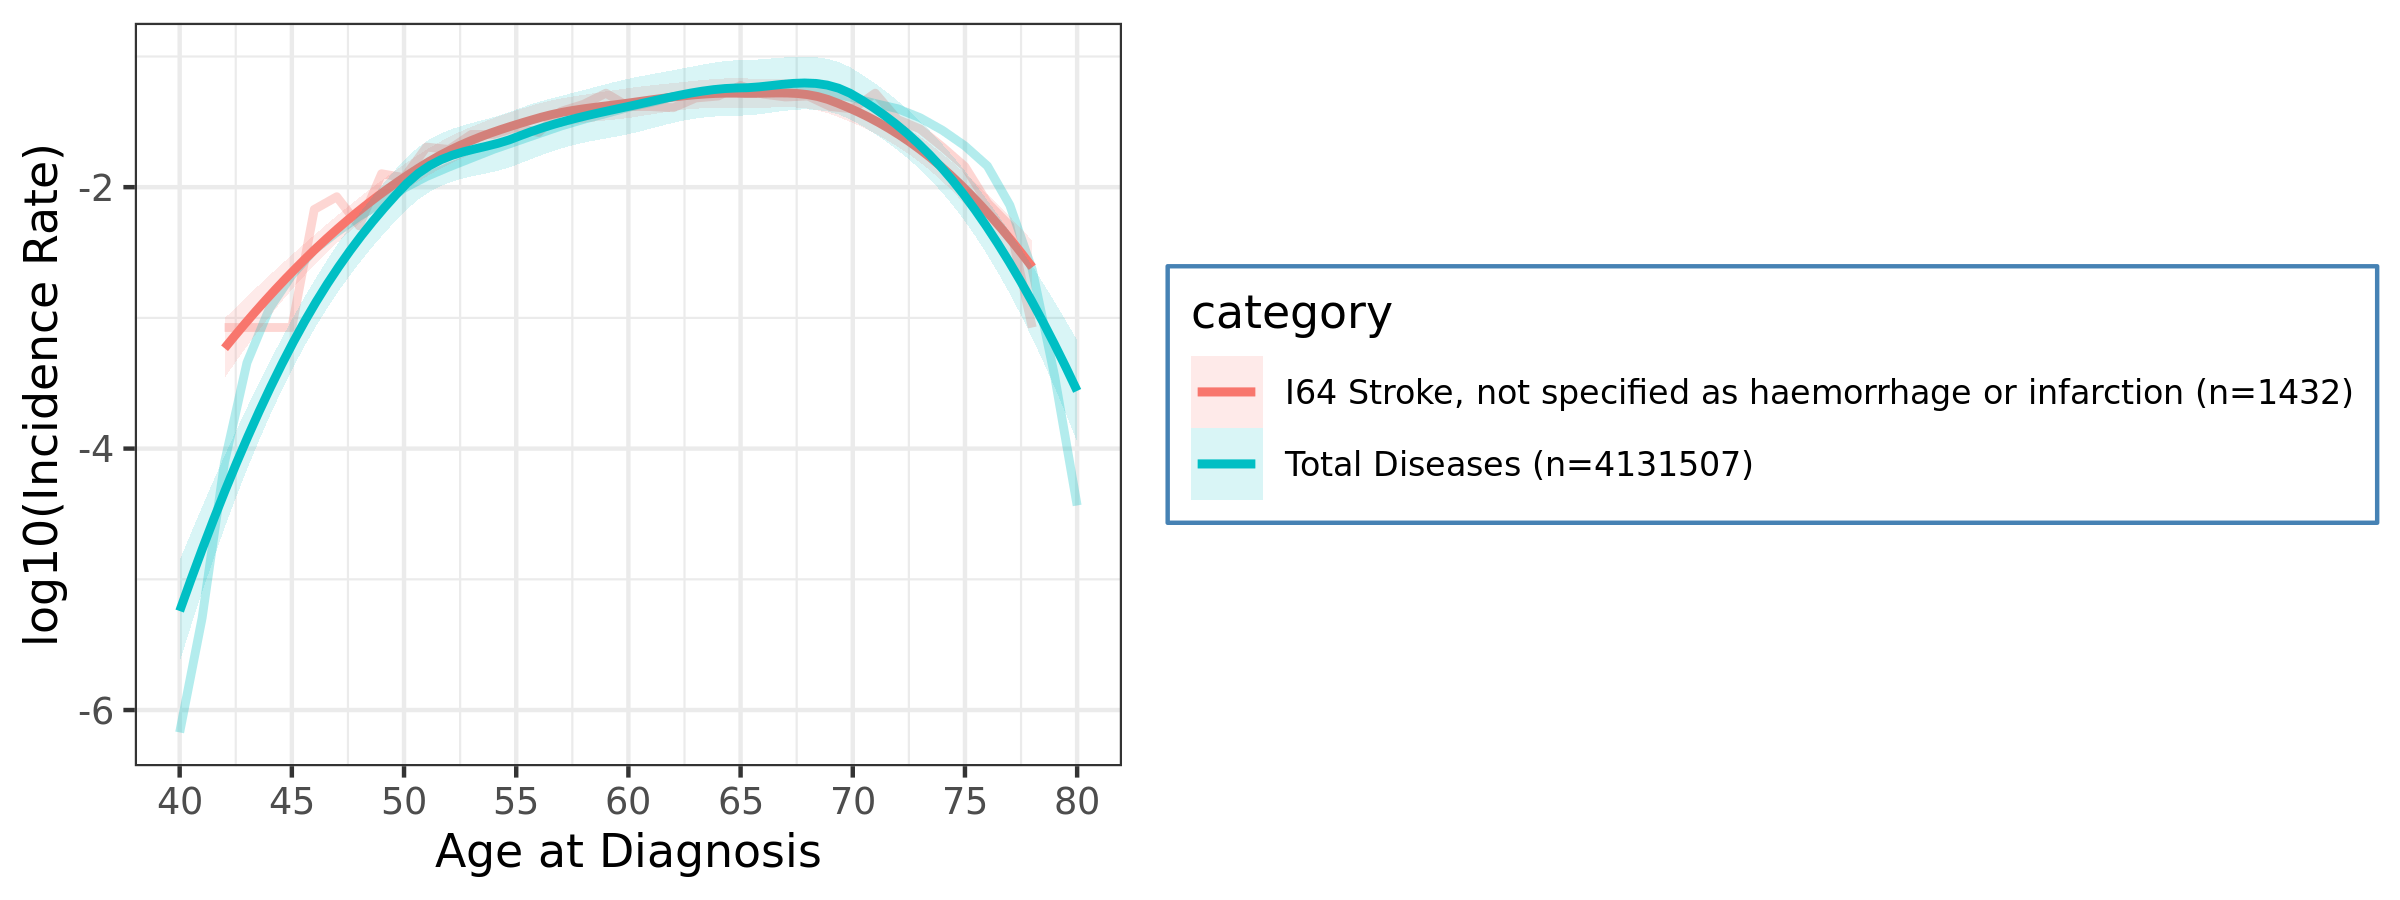 log10(Incidence Rate)
-2
-4
-6
40 45 50 55 60 65 70 75 80
Age at Diagnosis
category
I64 Stroke, not specified as haemorrhage or infarction (n=1432)
Total Diseases (n=4131507)